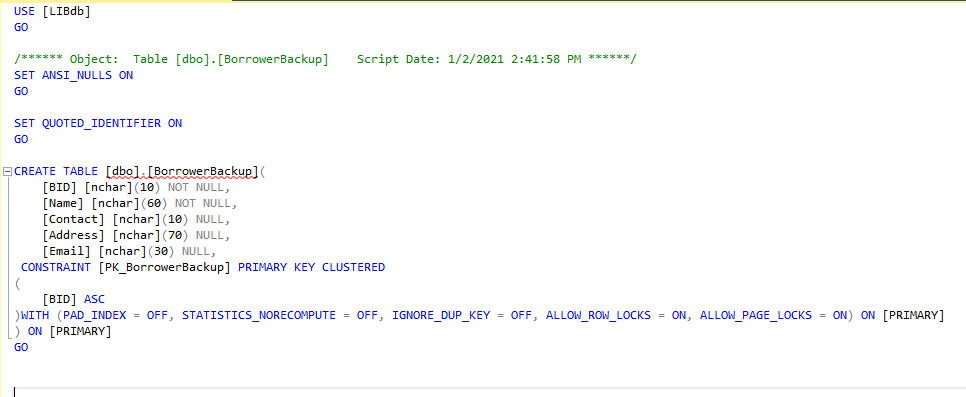 USE [LIBdb]
GO
/****** Object:  Table [dbo].[BorrowerBackup]    Script Date: 1/2/2021 2:41:58 PM ******/
SET ANSI_NULLS ON
GO
SET QUOTED_IDENTIFIER ON
GO
CREATE TABLE [dbo].[BorrowerBackup](
    [BID] [nchar](10) NOT NULL,
    [Name] [nchar](60) NOT NULL,
    [Contact] [nchar](10) NULL,
    [Address] [nchar](70) NULL,
    [Email] [nchar](30) NULL,
 CONSTRAINT [PK_BorrowerBackup] PRIMARY KEY CLUSTERED
(
    [BID] ASC
)WITH (PAD_INDEX = OFF, STATISTICS_NORECOMPUTE = OFF, IGNORE_DUP_KEY = OFF, ALLOW_ROW_LOCKS = ON, ALLOW_PAGE_LOCKS = ON) ON [PRIMARY]
) ON [PRIMARY]
GO